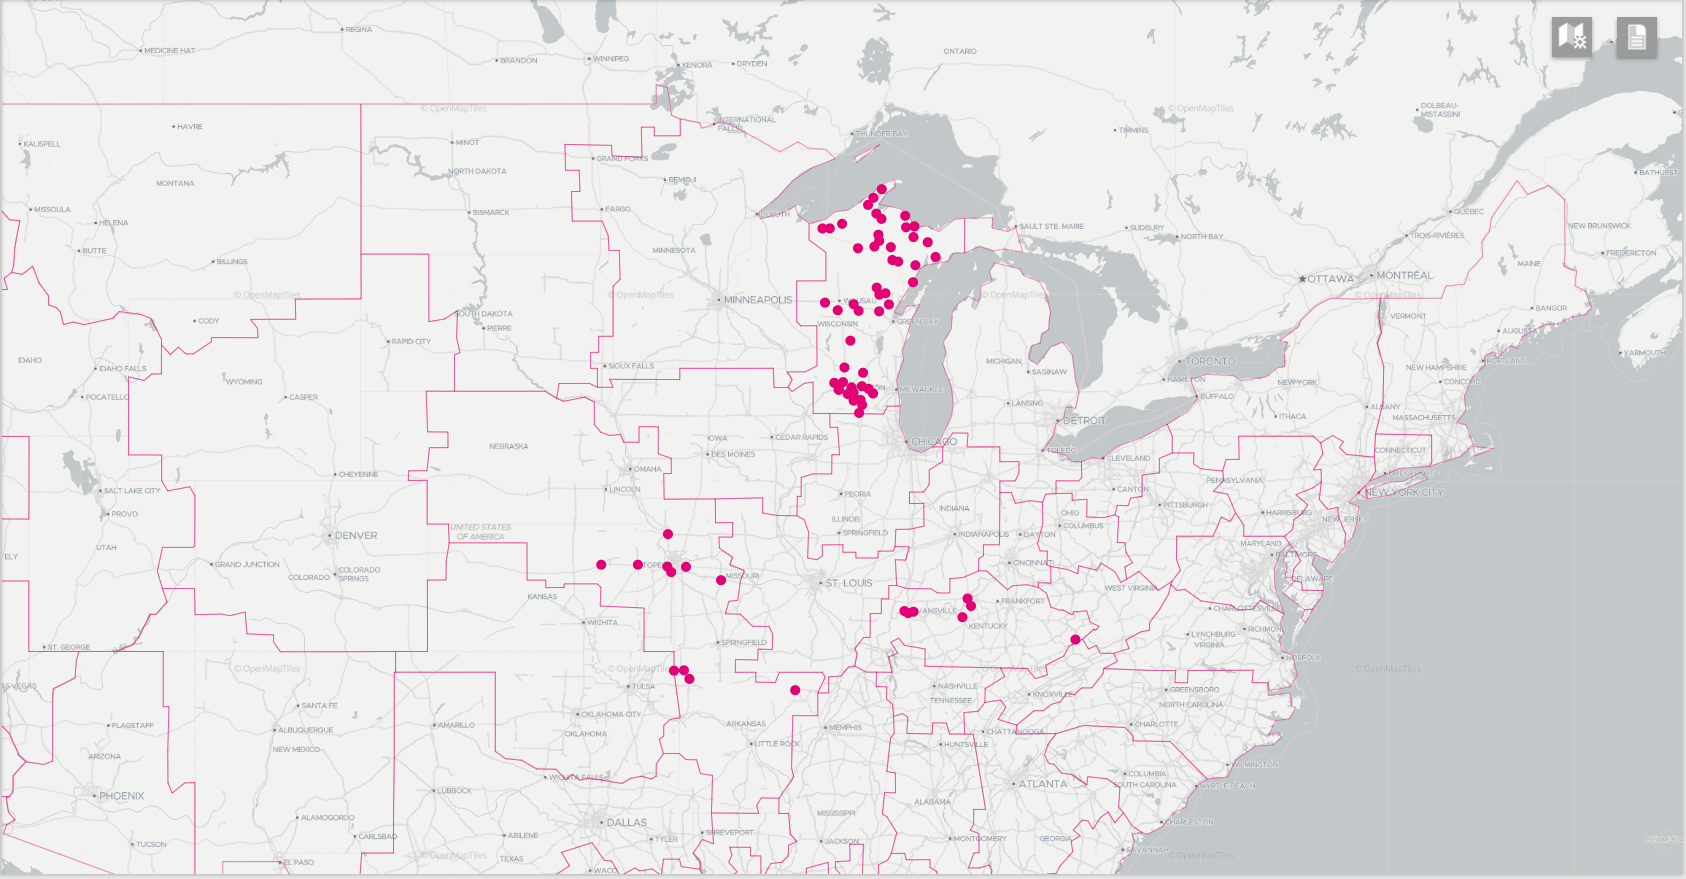 REGINA
MEDICINE HAT
BRANDON
WINNIPEG
KENORA
DRYDEN
ONTARIO
© OpenMapTiles
© OpenMapTiles
DOLBEAU-
MISTASSINI
HAVRE
INTERNATIONAL
FALLS
THUNDER BAY
TIMMINS
KALISPELL
MINOT
GRAND FORKS
NORTH DAKOTA
BEMIDJI
BATHURST
MONTANA
MISSOULA
HELENA
BISMARCK
FARGO
DULUTH
QUÉBEC
SAULT STE. MARIE
SUDBURY
NORTH BAY
TROIS-RIVIÈRES
NEW BRUNSWICK
BUTTE
BILLINGS
MINNESOTA
FREDERICTON
MAINE
OTTAWA
MONTRÉAL
© OpenMapTiles
© OpenMapTiles
© OpenMapTiles
© OpenMapTiles
MINNEAPOLIS
BANGOR
CODY
SOUTH DAKOTA
PIERRE
WISCONSIN
GREEN BAY
VERMONT
AUGUSTA
RAPID CITY
IDAHO
IDAHO FALLS
SIOUX FALLS
MICHIGAN
SAGINAW
TORONTO
PORTLAND
YARMOUTH
NEW HAMPSHIRE
WYOMING
HAMILTON
NEW YORK
CONCORD
POCATELLO
CASPER
MILWAUKEE
LANSING
BUFFALO
ITHACA
ALBANY
MASSACHUSETTS
DETROIT
NEBRASKA
IOWA
CEDAR RAPIDS
CHICAGO
DES MOINES
TOLEDO
CLEVELAND
CONNECTICUT
CHEYENNE
OMAHA
BRIDGEPORT
SALT LAKE CITY
LINCOLN
PEORIA
CANTON
PENNSYLVANIA
NEW YORK CITY
PROVO
INDIANA
OHIO
PITTSBURGH
HARRISBURG
NEW JERSEY
ILLINOIS
COLUMBUS
UNITED STATES
OF AMERICA
DENVER
SPRINGFIELD
INDIANAPOLIS
DAYTON
UTAH
MARYLAND
BALTIMORE
ELY
GRAND JUNCTION
COLORADO
COLORADO
SPRINGS
MISSOURI
ST. LOUIS
CINCINNATI
DELAWARE
WEST VIRGINIA
KANSAS
FRANKFORT
CHARLOTTESVILLE
WICHITA
KENTUCKY
RICHMOND
LYNCHBURG
VIRGINIA
ST. GEORGE
SPRINGFIELD
NORFOLK
© OpenMapTiles
© OpenMapTiles
© OpenMapTiles
AS VEGAS
TULSA
NASHVILLE
TENNESSEE
KNOXVILLE
GREENSBORO
NORTH CAROLINA
SANTA FE
OKLAHOMA CITY
FLAGSTAFF
ALBUQUERQUE
AMARILLO
OKLAHOMA
ARKANSAS
MEMPHIS
CHATTANOOGA
CHARLOTTE
NEW MEXICO
LITTLE ROCK
HUNTSVILLE
ARIZONA
WILMINGTON
WICHITA FALLS
COLUMBIA
SOUTH CAROLINA
MYRTLE BEACH
PHOENIX
LUBBOCK
ATLANTA
ALABAMA
ALAMOGORDO
DALLAS
MISSISSIPPI
CHARLESTON
CARLSBAD
ABILENE
TYLER
SHREVEPORT
JACKSON
MONTGOMERY
GEORGIA
TUCSON
SAVANNAH
EL PASO
© OpenMapTiles
TEXAS
© OpenMapTiles
WACO